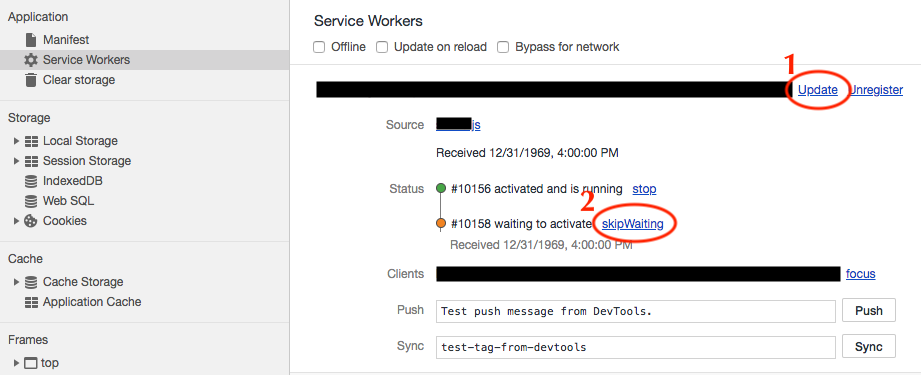 Application
Manifest
Service Workers
Clear storage
Storage
Local Storage
Session Storage
IndexedDB
Web SQL
Cookies
Cache
Cache Storage
Application Cache
Frames
top
Service Workers
Offline Update on reload Bypass for network
1
Update Unregister
Source js
Received 12/31/1969, 4:00:00 PM
Status #10156 activated and is running stop
2
#10158 waiting to activate skipWaiting
Received 12/31/1969, 4:00:00 PM
Clients focus
Push Test push message from DevTools. Push
Sync test-tag-from-devtools Sync